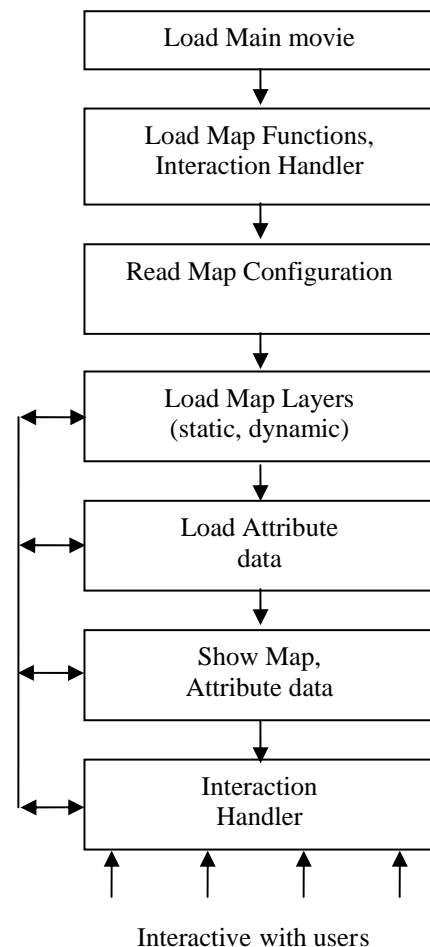 Load Main movie
Load Map Functions,
Interaction Handler
Read Map Configuration
Load Map Layers
(static, dynamic)
Load Attribute
data
Show Map,
Attribute data
Interaction
Handler
Interactive with users